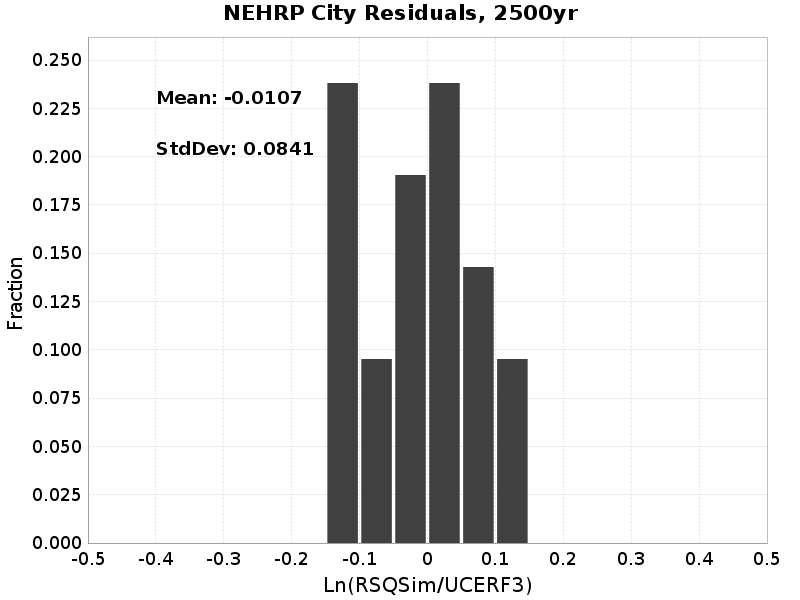 NEHRP City Residuals, 2500yr
0.250
Mean: -0.0107
0.225
StdDev: 0.0841
0.200
0.175
0.150
0.125
0.100
0.075
0.050
0.025
0.000
Fraction
-0.5 -0.4 -0.3 -0.2 -0.1 0 0.1 0.2 0.3 0.4 0.5
Ln(RSQSim/UCERF3)